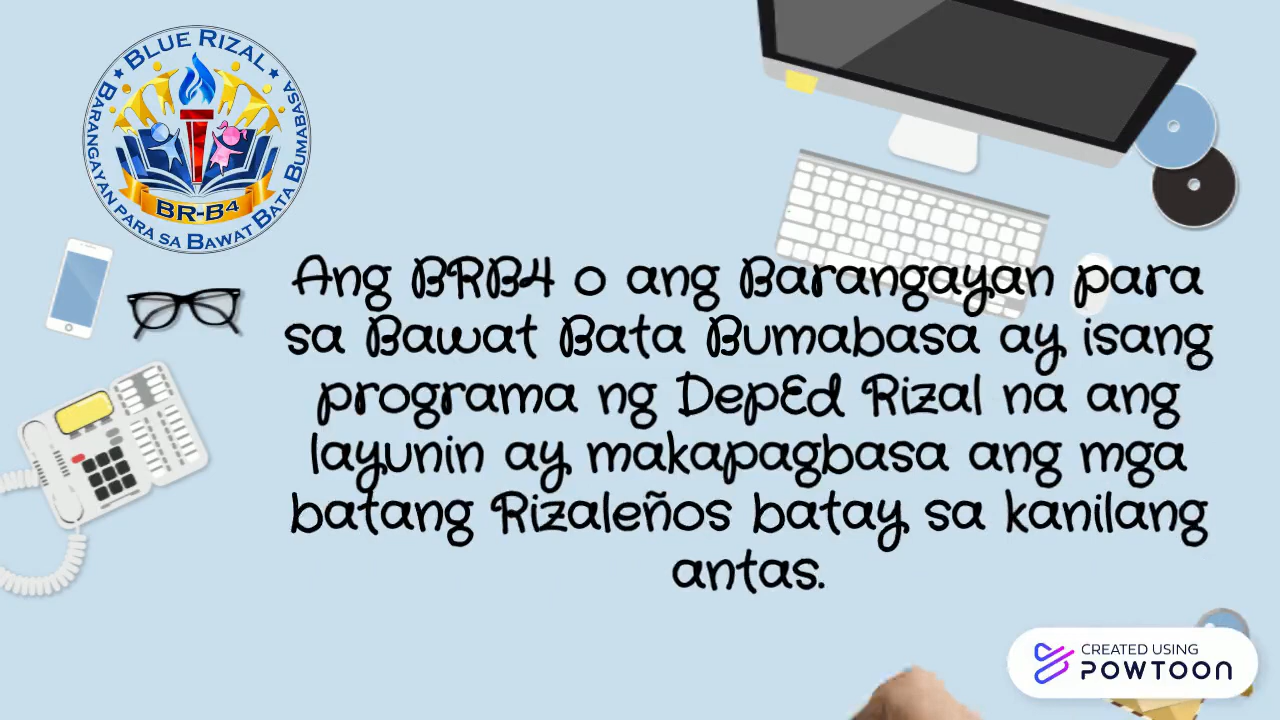 BLUE RIZAL
BARANGAYAN PARA SA BAWAT BATA BUMABASA
BR-B4
Ang BRB4 o ang Barangayan para
sa Bawat Bata Bumabasa ay isang
programa ng DepEd Rizal na ang
layunin ay makapagbasa ang mga
batang Rizaleños batay sa kanilang
antas.
CREATED USING
POWTOON